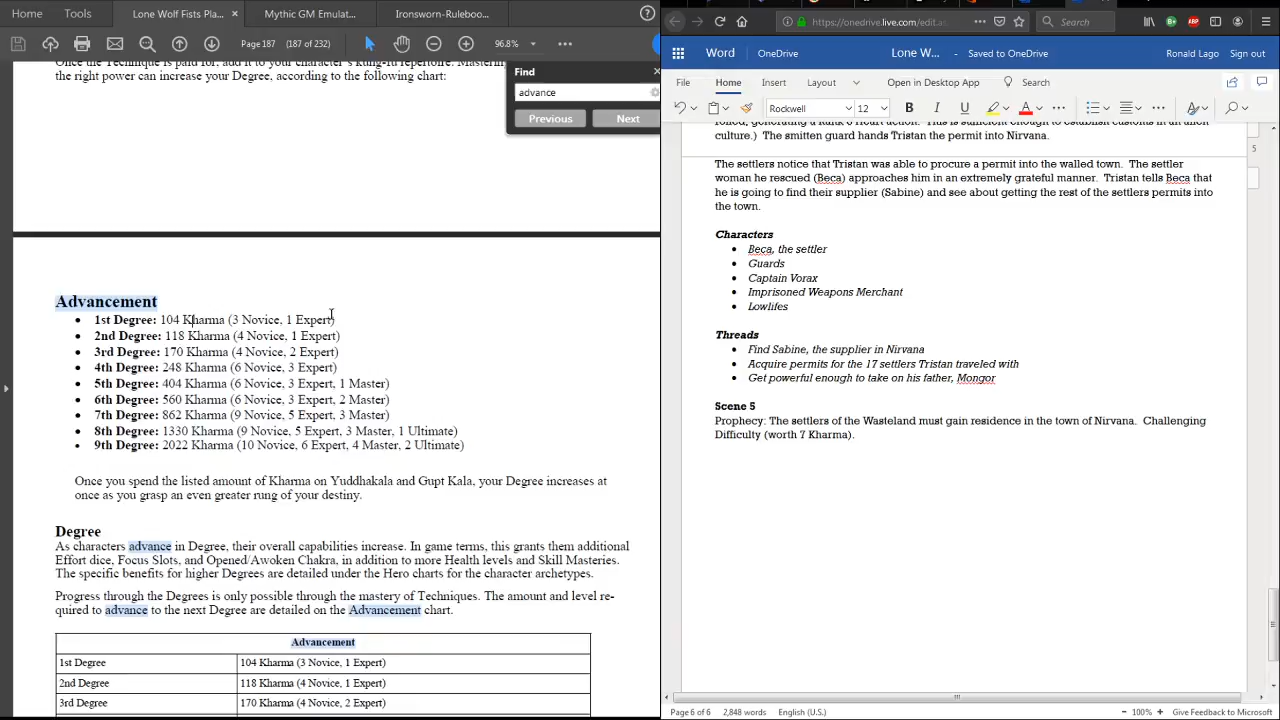 Home Tools Lone Wolf Fists Pla... × Mythic GM Emulat... Ironsworn-Ruleboo...
Page 187 (187 of 232) 96.8%
the right power can increase your Degree, according to the following chart:
Find
advance
Previous Next
Advancement
• 1st Degree: 104 Kharma (3 Novice, 1 Expert)
• 2nd Degree: 118 Kharma (4 Novice, 1 Expert)
• 3rd Degree: 170 Kharma (4 Novice, 2 Expert)
• 4th Degree: 248 Kharma (6 Novice, 3 Expert)
• 5th Degree: 404 Kharma (6 Novice, 3 Expert, 1 Master)
• 6th Degree: 560 Kharma (6 Novice, 3 Expert, 2 Master)
• 7th Degree: 862 Kharma (9 Novice, 5 Expert, 3 Master)
• 8th Degree: 1330 Kharma (9 Novice, 5 Expert, 3 Master, 1 Ultimate)
• 9th Degree: 2022 Kharma (10 Novice, 6 Expert, 4 Master, 2 Ultimate)
Once you spend the listed amount of Kharma on Yuddhakala and Gupt Kala, your Degree increases at
once as you grasp an even greater rung of your destiny.
Degree
As characters advance in Degree, their overall capabilities increase. In game terms, this grants them additional
Effort dice, Focus Slots, and Opened/Awoken Chakra, in addition to more Health levels and Skill Masteries.
The specific benefits for higher Degrees are detailed under the Hero charts for the character archetypes.
Progress through the Degrees is only possible through the mastery of Techniques. The amount and level re-
quired to advance to the next Degree are detailed on the Advancement chart.
Advancement
1st Degree 104 Kharma (3 Novice, 1 Expert)
2nd Degree 118 Kharma (4 Novice, 1 Expert)
3rd Degree 170 Kharma (4 Novice, 2 Expert)
https://onedrive.live.com/edit.as Search
Word OneDrive Lone W... Saved to OneDrive Ronald Lago Sign out
File Home Insert Layout Open in Desktop App Search
Rockwell 12 B I U A
culture.) The smitten guard hands Tristan the permit into Nirvana.
The settlers notice that Tristan was able to procure a permit into the walled town. The settler
woman he rescued (Beca) approaches him in an extremely grateful manner. Tristan tells Beca that
he is going to find their supplier (Sabine) and see about getting the rest of the settlers permits into
the town.
Characters
• Beca, the settler
• Guards
• Captain Vorax
• Imprisoned Weapons Merchant
• Lowlifes
Threads
• Find Sabine, the supplier in Nirvana
• Acquire permits for the 17 settlers Tristan traveled with
• Get powerful enough to take on his father, Mongor
Scene 5
Prophecy: The settlers of the Wasteland must gain residence in the town of Nirvana. Challenging
Difficulty (worth 7 Kharma).
5
Page 6 of 6 2,848 words English (U.S.) 100% Give Feedback to Microsoft